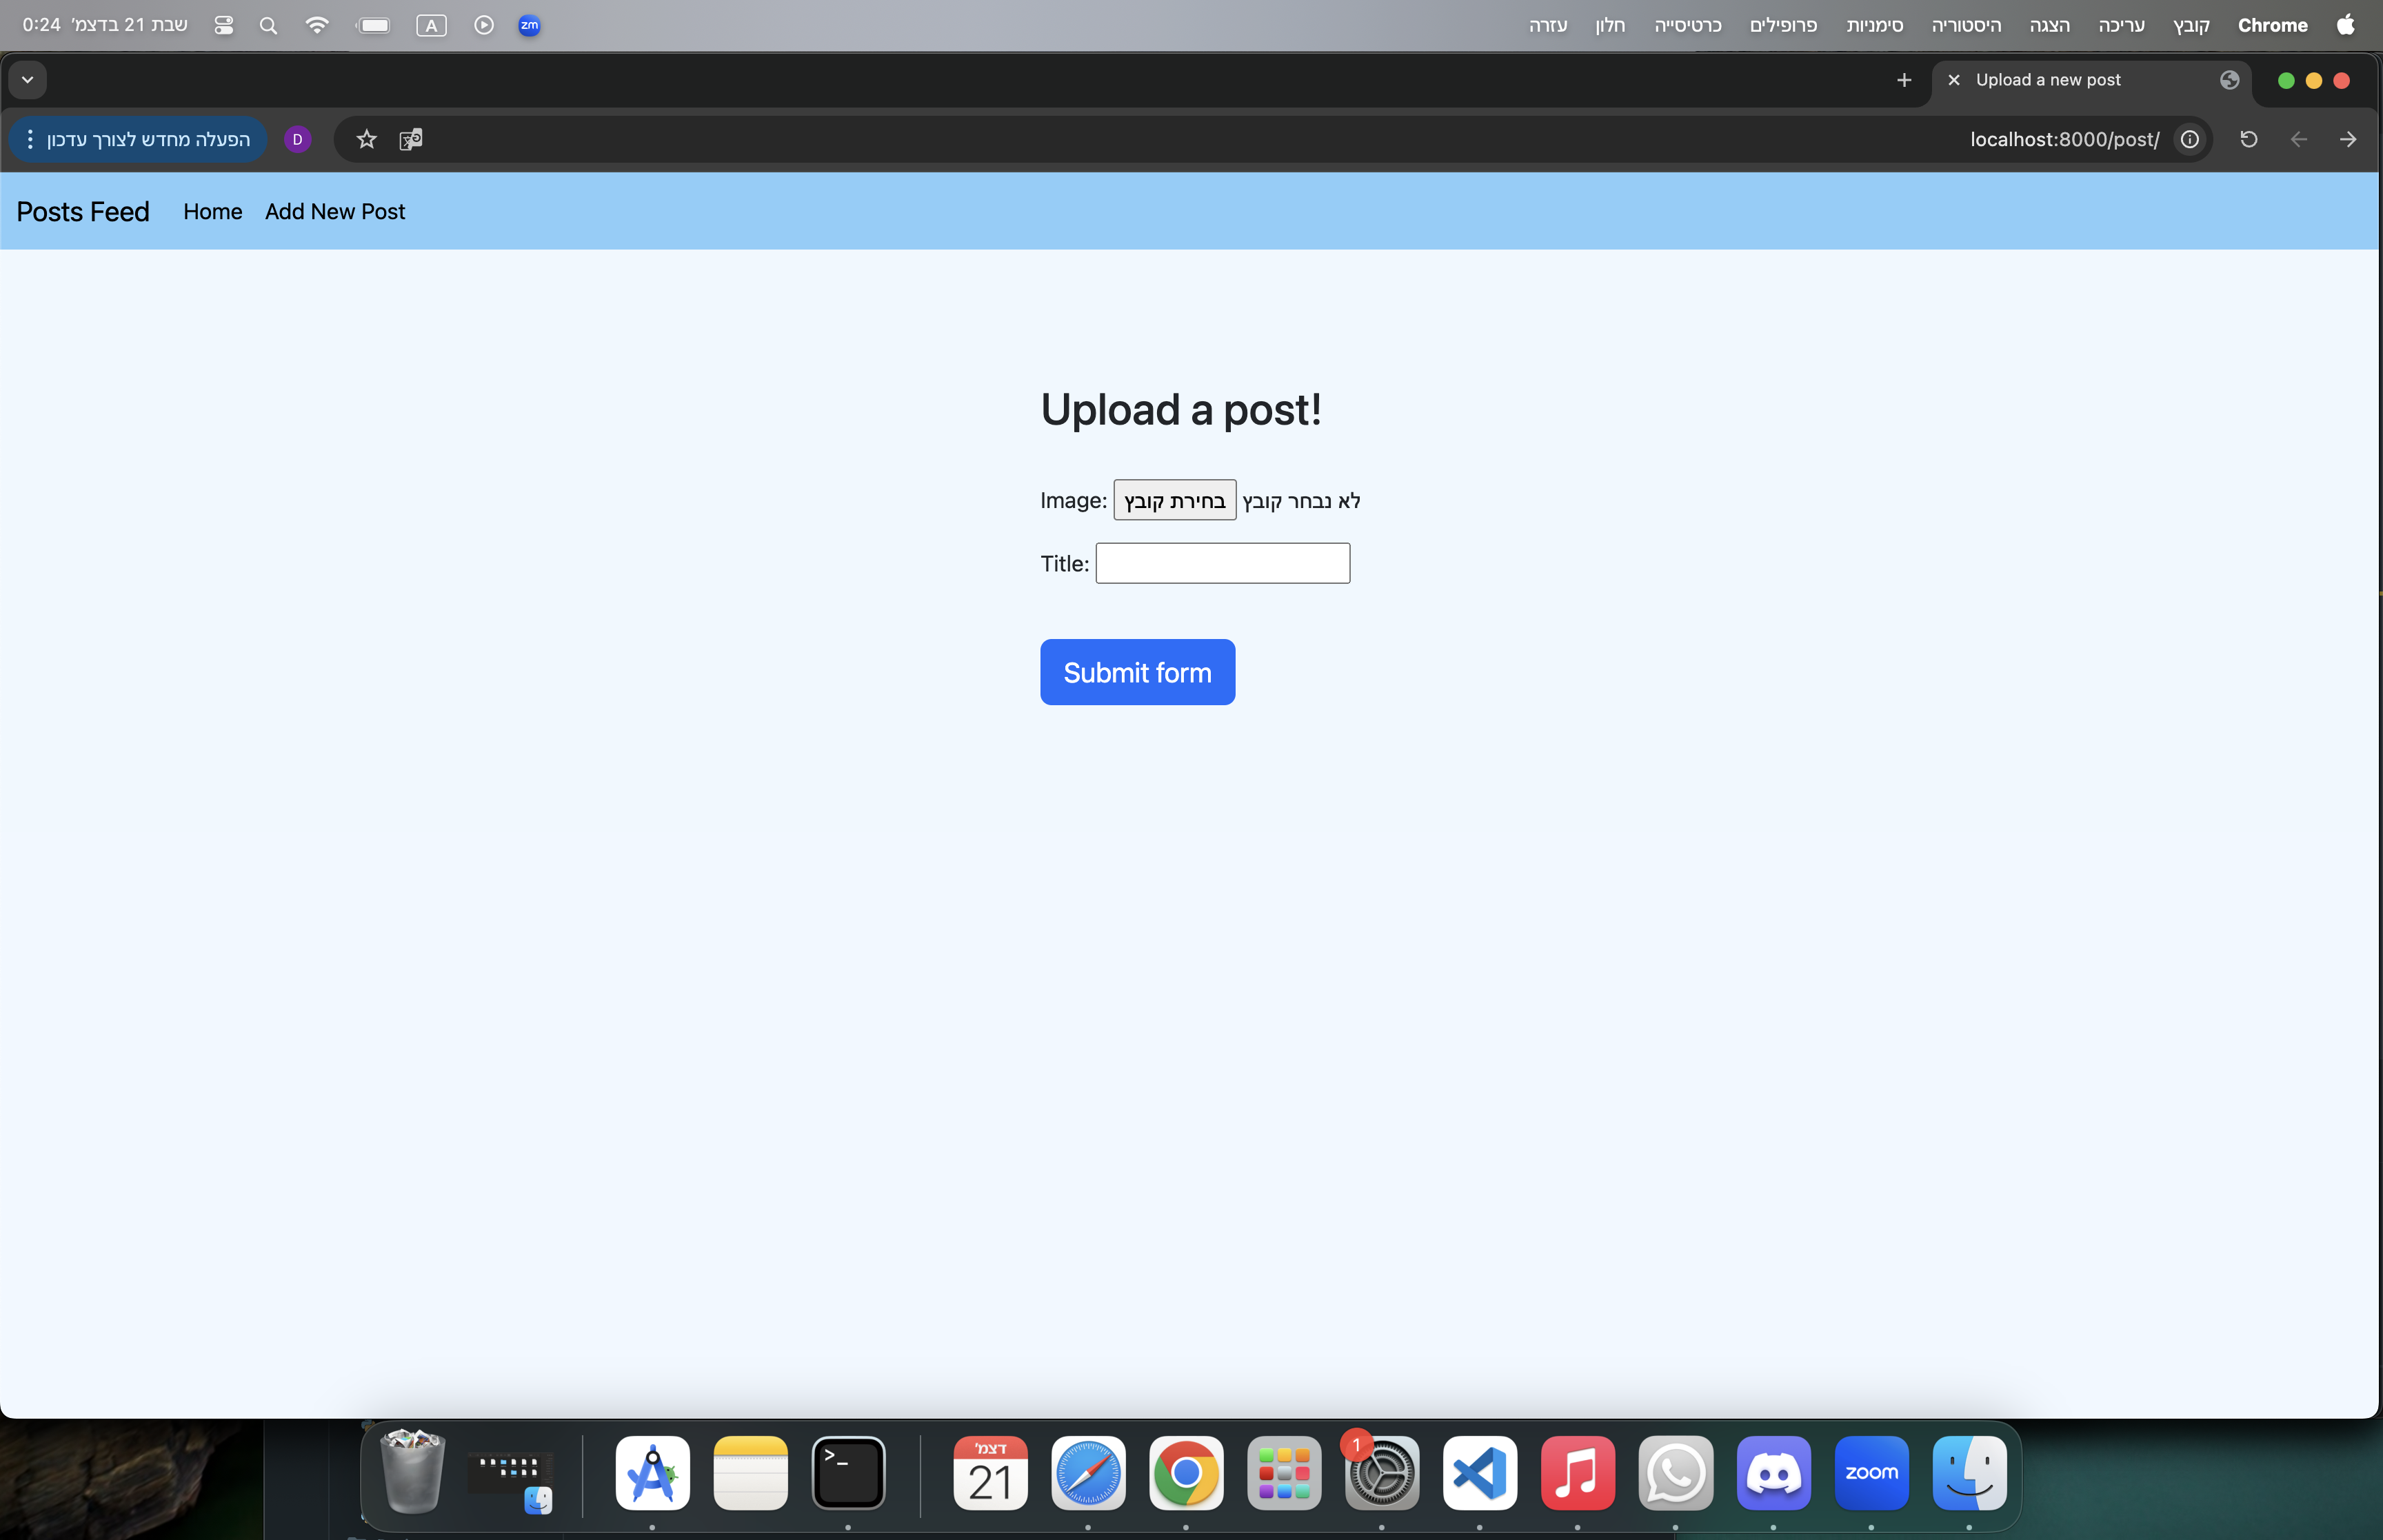 Chrome קובץ עריכה הצגה היסטוריה סימניות פרופילים כרטיסייה חלון עזרה
zm A שבת 21 בדצמ׳ 0:24
Upload a new post
localhost:8000/post/
D הפעלה מחדש לצורך עדכון
Posts Feed Home Add New Post
Upload a post!
Image: בחירת קובץ לא נבחר קובץ
Title:
Submit form
>_
דצמ׳
21
1
zoom